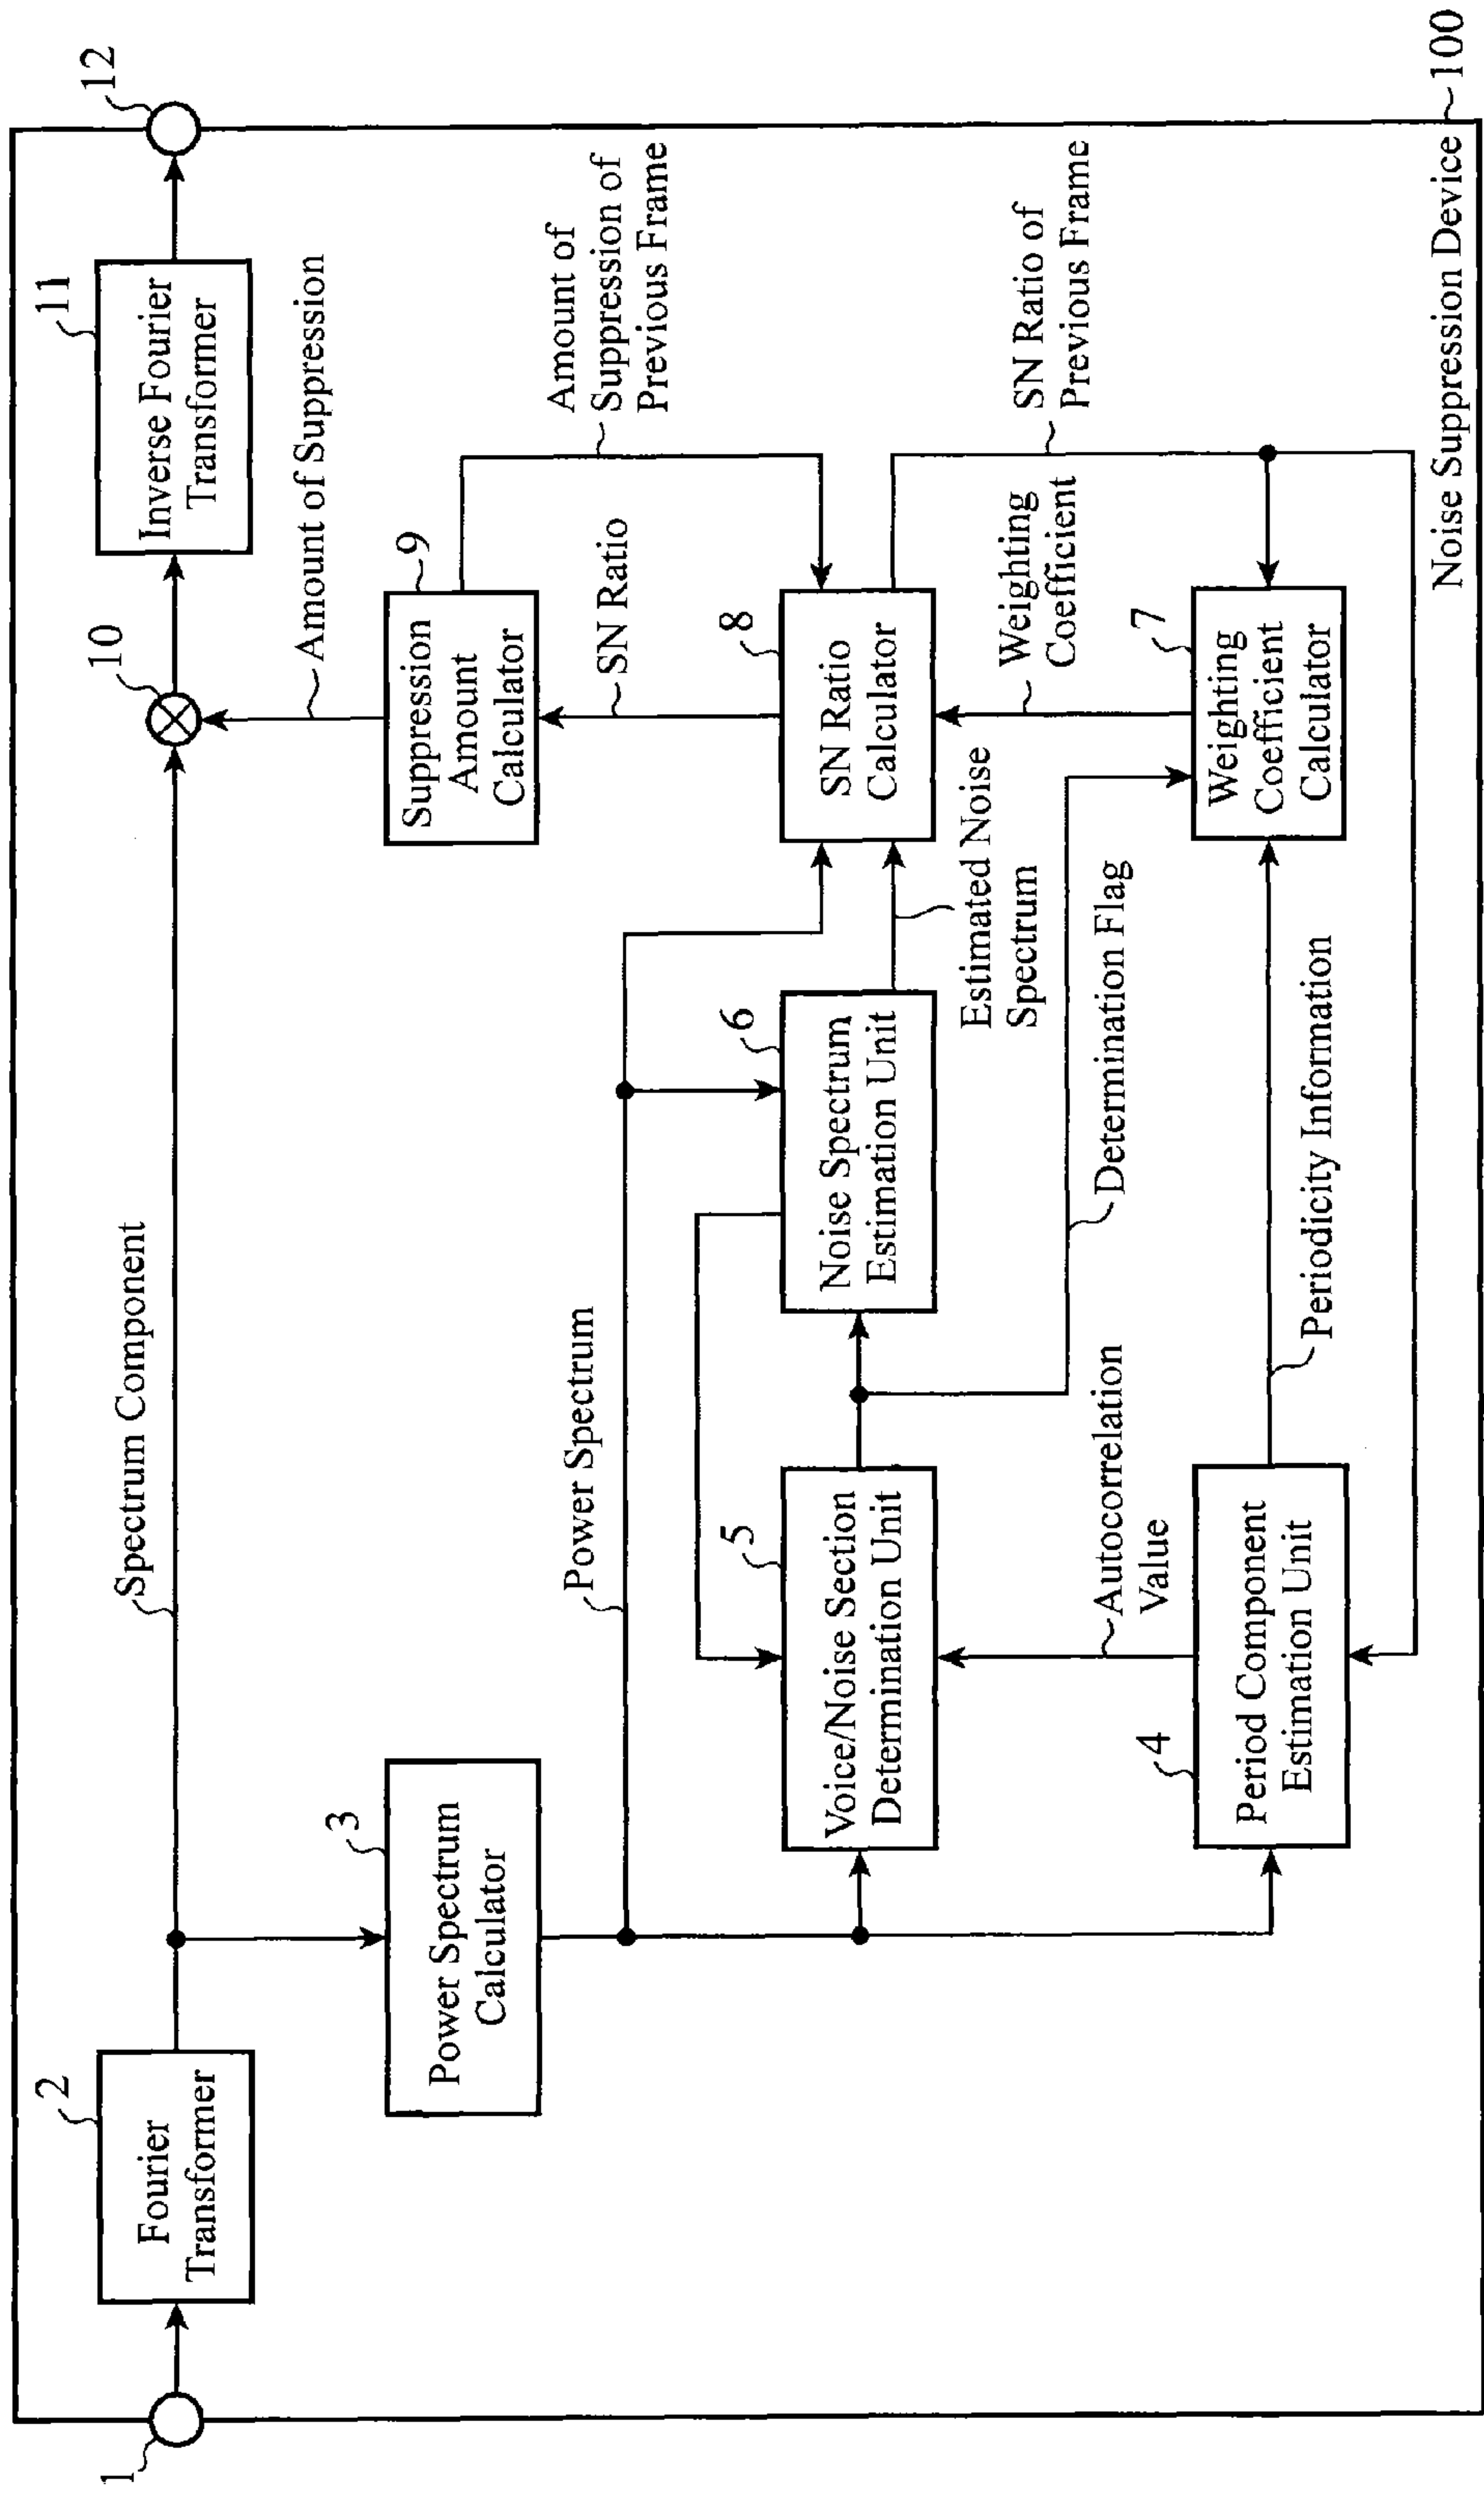 1
2
Fourier
Transformer
Spectrum Component
10
11
Inverse Fourier
Transformer
12
3
Power Spectrum
Calculator
Power Spectrum
Amount of Suppression
9
Suppression
Amount
Calculator
SN Ratio
Amount of
Suppression of
Previous Frame
5
Voice/Noise Section
Determination Unit
6
Noise Spectrum
Estimation Unit
Estimated Noise
Spectrum
8
SN Ratio
Calculator
SN Ratio of
Previous Frame
Weighting
Coefficient
Determination Flag
Autocorrelation
Value
4
Period Component
Estimation Unit
Periodicity Information
7
Weighting
Coefficient
Calculator
Noise Suppression Device
100